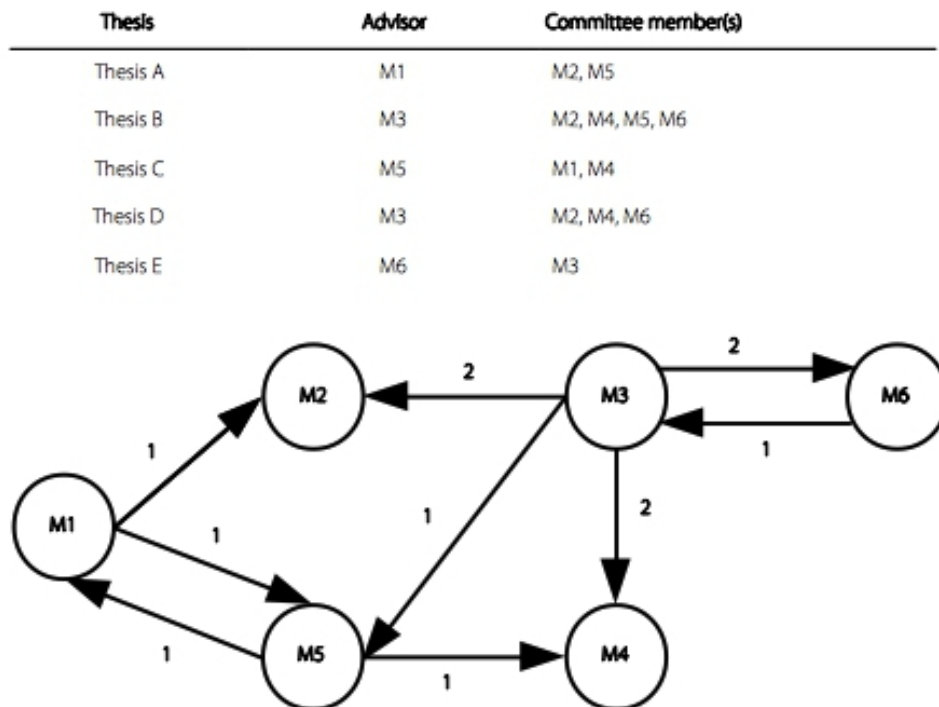 Thesis Advisor Committee member(s)
Thesis A M1 M2, M5
Thesis B M3 M2, M4, M5, M6
Thesis C M5 M1, M4
Thesis D M3 M2, M4, M6
Thesis E M6 M3
2
M2 2 M3 M6
1
1
M1
1
1
2
M5 M4
1
1